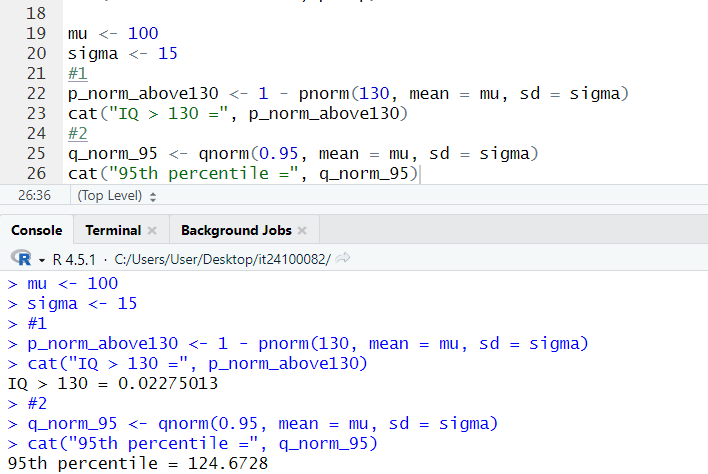 18
19 mu <- 100
20 sigma <- 15
21 #1
22 p_norm_above130 <- 1 - pnorm(130, mean = mu, sd = sigma)
23 cat("IQ > 130 =", p_norm_above130)
24 #2
25 q_norm_95 <- qnorm(0.95, mean = mu, sd = sigma)
26 cat("95th percentile =", q_norm_95)
26:36 (Top Level)
Console Terminal Background Jobs
R R 4.5.1 · C:/Users/User/Desktop/it24100082/
> mu <- 100
> sigma <- 15
> #1
> p_norm_above130 <- 1 - pnorm(130, mean = mu, sd = sigma)
> cat("IQ > 130 =", p_norm_above130)
IQ > 130 = 0.02275013
> #2
> q_norm_95 <- qnorm(0.95, mean = mu, sd = sigma)
> cat("95th percentile =", q_norm_95)
95th percentile = 124.6728